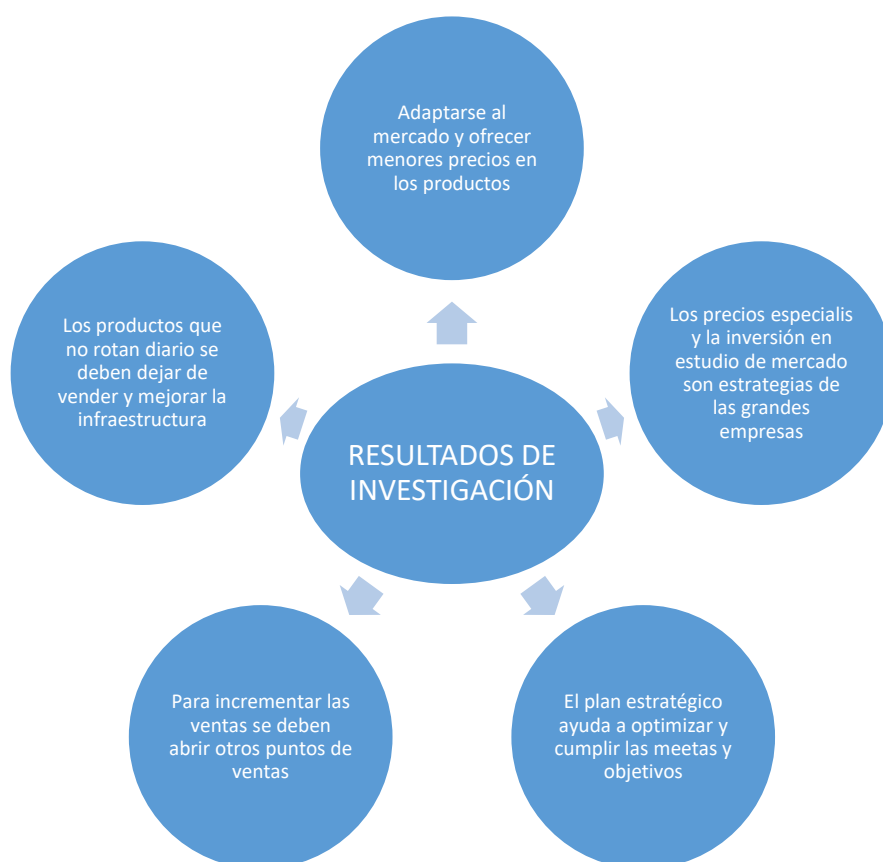 Adaptarse al
mercado y ofrecer
menores precios en
los productos
Los productos que
no rotan diario se
deben dejar de
vender y mejorar la
infraestructura
Los precios especialis
y la inversión en
estudio de mercado
son estrategias de
las grandes
empresas
RESULTADOS DE
INVESTIGACIÓN
Para incrementar las
ventas se deben
abrir otros puntos de
ventas
El plan estratégico
ayuda a optimizar y
cumplir las meetas y
objetivos